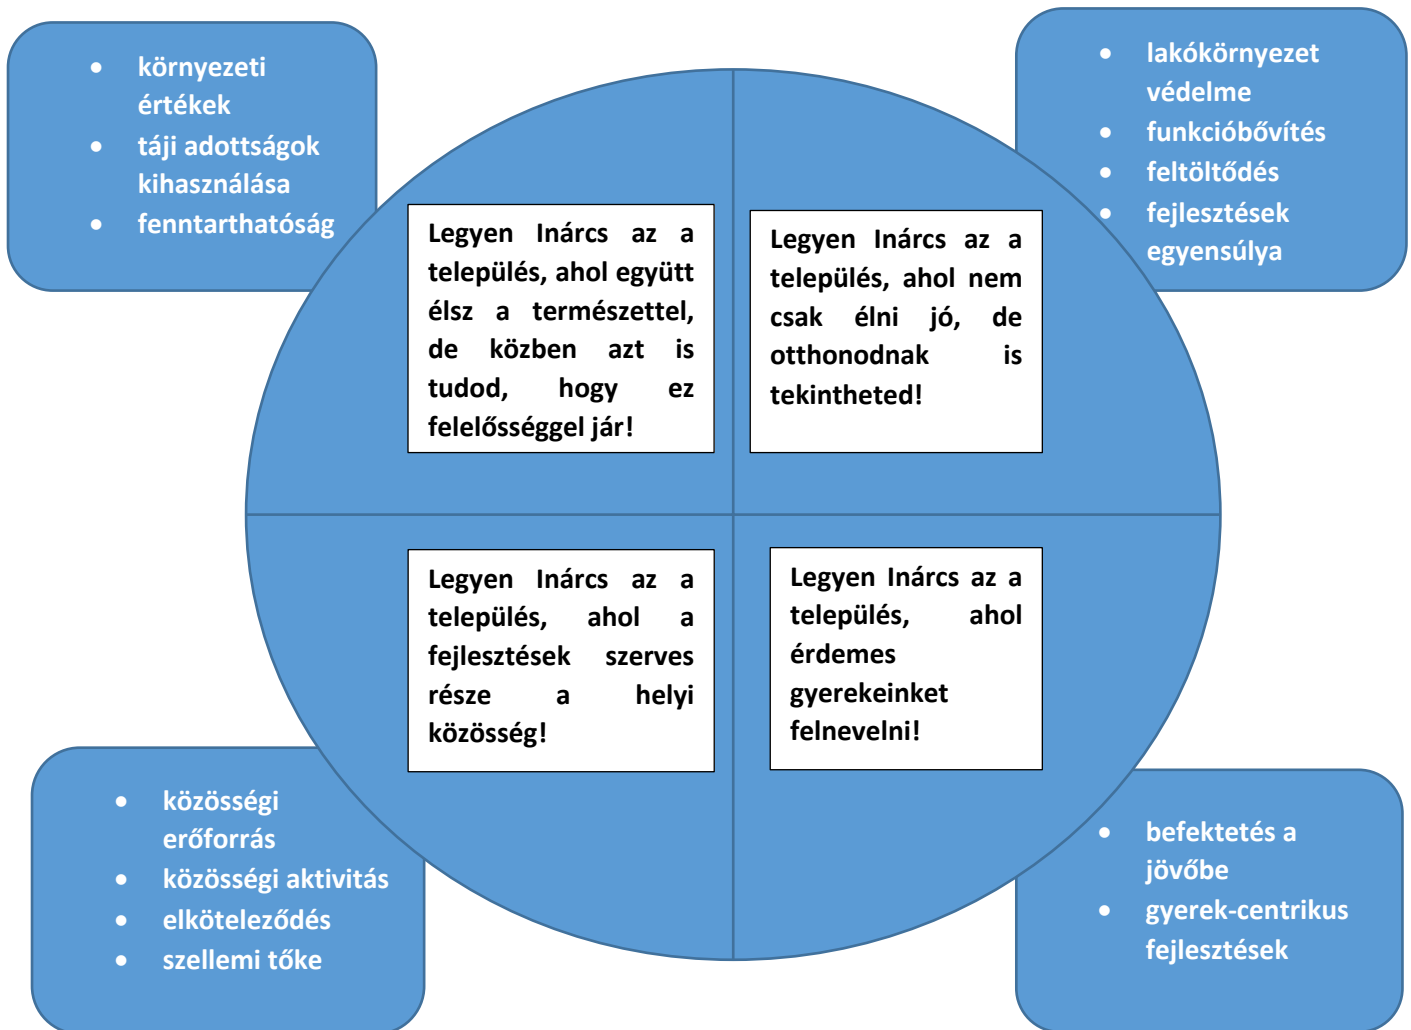 • környezeti
értékek
• táji adottságok
kihasználása
• fenntarthatóság
• lakókörnyezet
védelme
• funkcióbővítés
• feltöltődés
• fejlesztések
egyensúlya
Legyen Inárcs az a
település, ahol együtt
élsz a természettel,
de közben azt is
tudod, hogy ez
felelősséggel jár!
Legyen Inárcs az a
település, ahol nem
csak élni jó, de
otthonodnak is
tekintheted!
Legyen Inárcs az a
település, ahol a
fejlesztések szerves
része a helyi
közösség!
Legyen Inárcs az a
település, ahol
érdemes
gyerekeinket
felnevelni!
• közösségi
erőforrás
• közösségi aktivitás
• elköteleződés
• szellemi tőke
• befektetés a
jövőbe
• gyerek-centrikus
fejlesztések